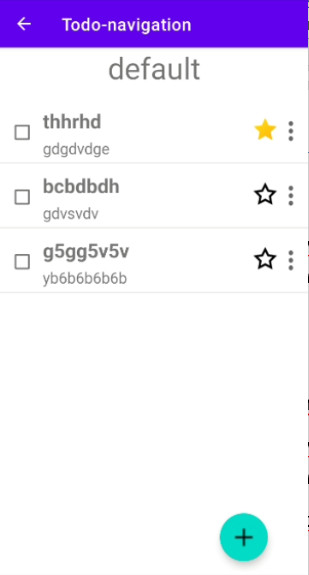 Todo-navigation
default
thhrhd
gdgdvdge
bcbdbdh
gdvsvdv
g5gg5v5v
yb6b6b6b6b